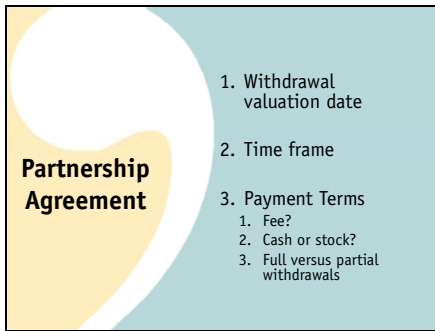 Partnership
Agreement
1. Withdrawal
valuation date
2. Time frame
3. Payment Terms
1. Fee?
2. Cash or stock?
3. Full versus partial
withdrawals